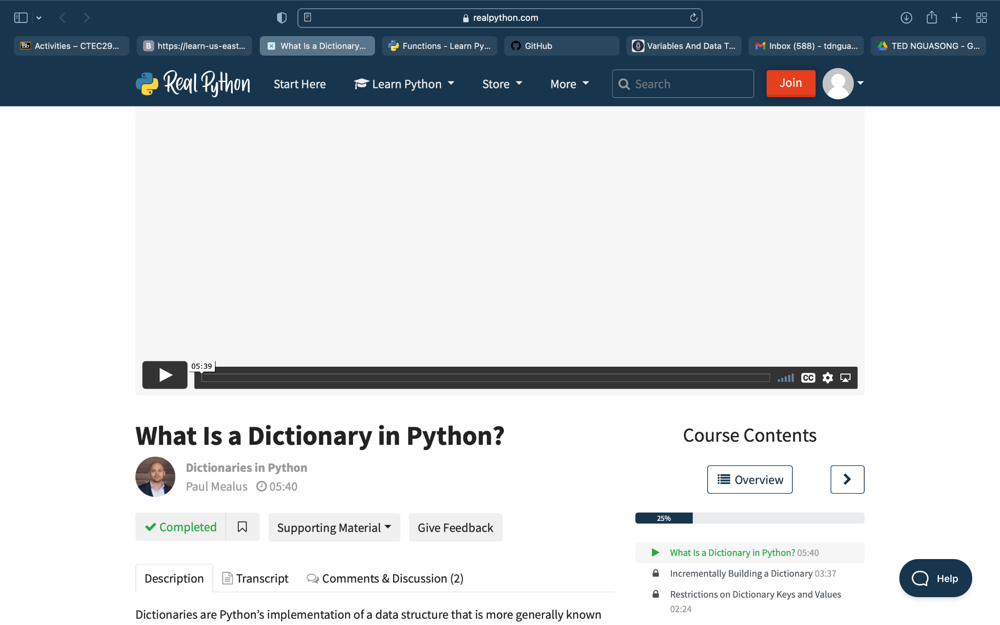 realpython.com
Bb Activities – CTEC29...
B https://learn-us-east...
What Is a Dictionary...
Functions - Learn Py...
GitHub
Variables And Data T...
Inbox (588) - tdngua...
TED NGUASONG - G...
Real Python
Start Here
Learn Python
Store
More
Search
Join
05:39
CC
What Is a Dictionary in Python?
Dictionaries in Python
Paul Mealus 05:40
Completed
Supporting Material
Give Feedback
Description
Transcript
Comments & Discussion (2)
Dictionaries are Python’s implementation of a data structure that is more generally known
Course Contents
Overview
25%
What Is a Dictionary in Python? 05:40
Incrementally Building a Dictionary 03:37
Restrictions on Dictionary Keys and Values
02:24
Help